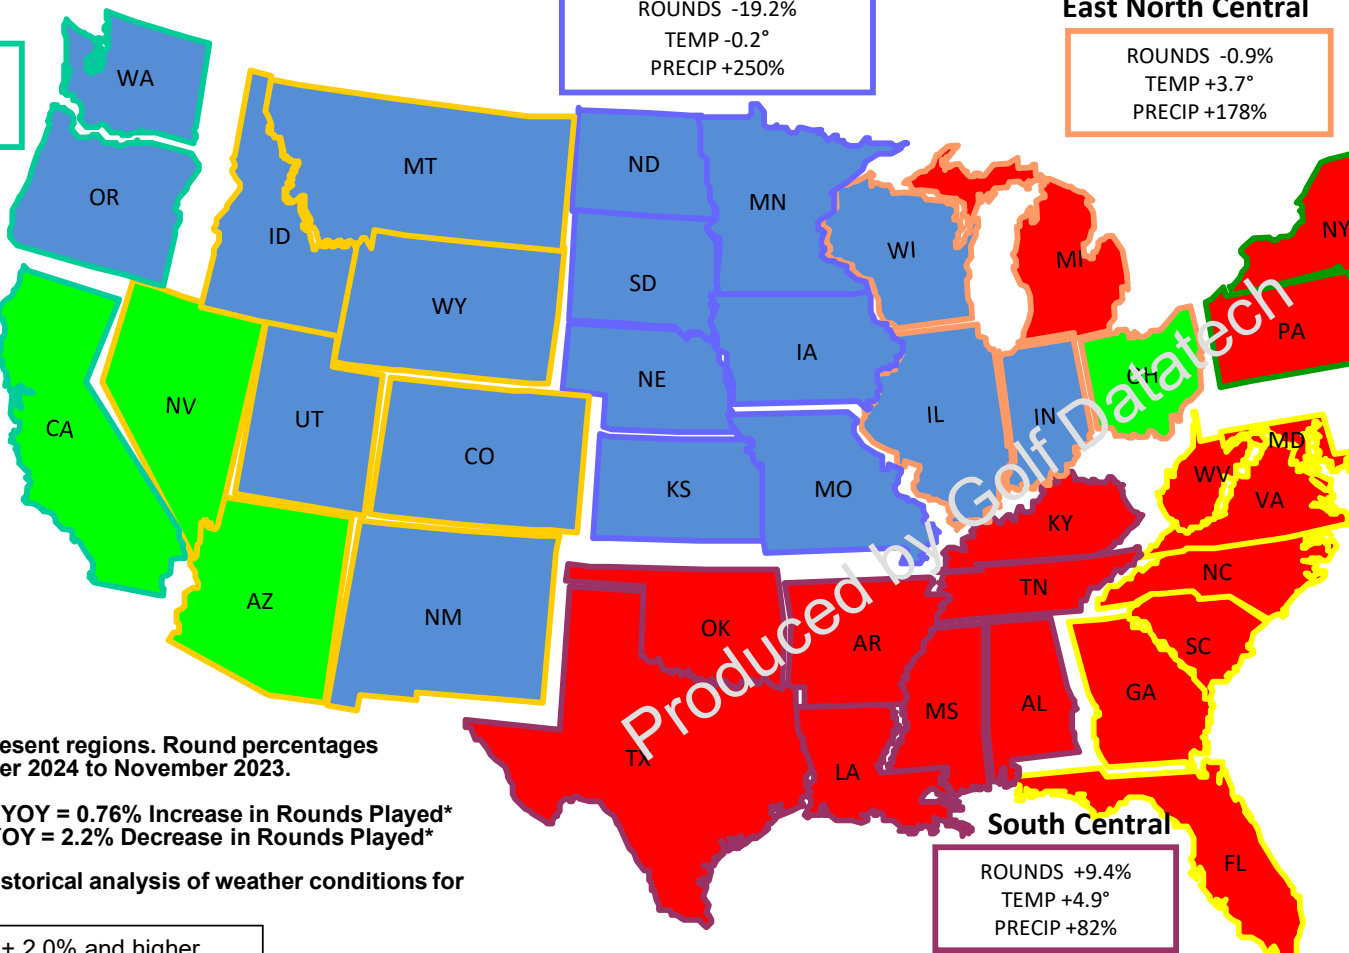 ROUNDS -19.2%
TEMP -0.2°
PRECIP +250%
East North Central
ROUNDS -0.9%
TEMP +3.7°
PRECIP +178%
WA
OR
MT
ID
WY
ND
SD
NE
MN
IA
WI
MI
NY
PA
CA
NV
UT
CO
KS
MO
IL
IN
OH
MD
WV
VA
KY
TN
NC
SC
AZ
NM
OK
AR
TX
LA
MS
AL
GA
FL
Produced by Golf Datatech
esent regions. Round percentages
er 2024 to November 2023.
YOY = 0.76% Increase in Rounds Played*
OY = 2.2% Decrease in Rounds Played*
storical analysis of weather conditions for
+ 2.0% and higher
South Central
ROUNDS +9.4%
TEMP +4.9°
PRECIP +82%